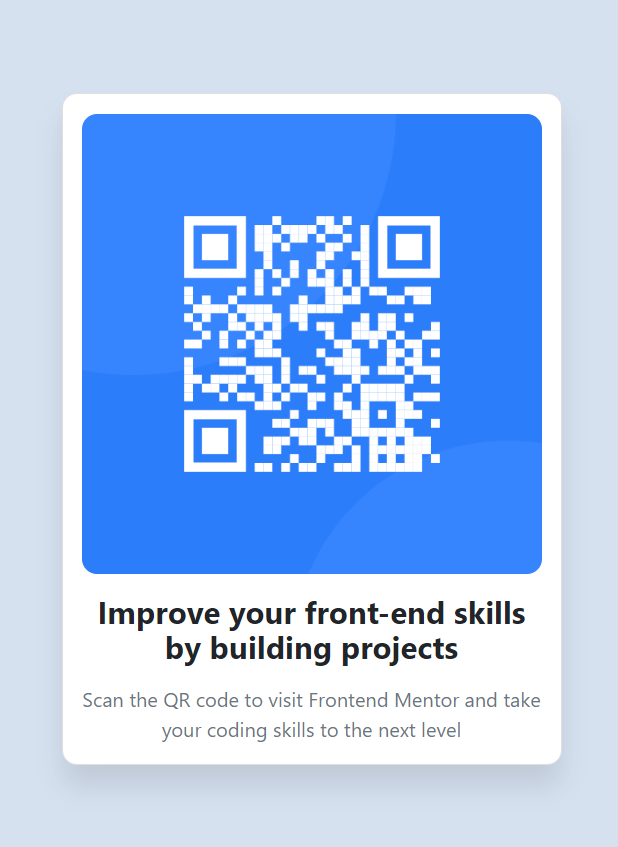 Improve your front-end skills
by building projects
Scan the QR code to visit Frontend Mentor and take
your coding skills to the next level